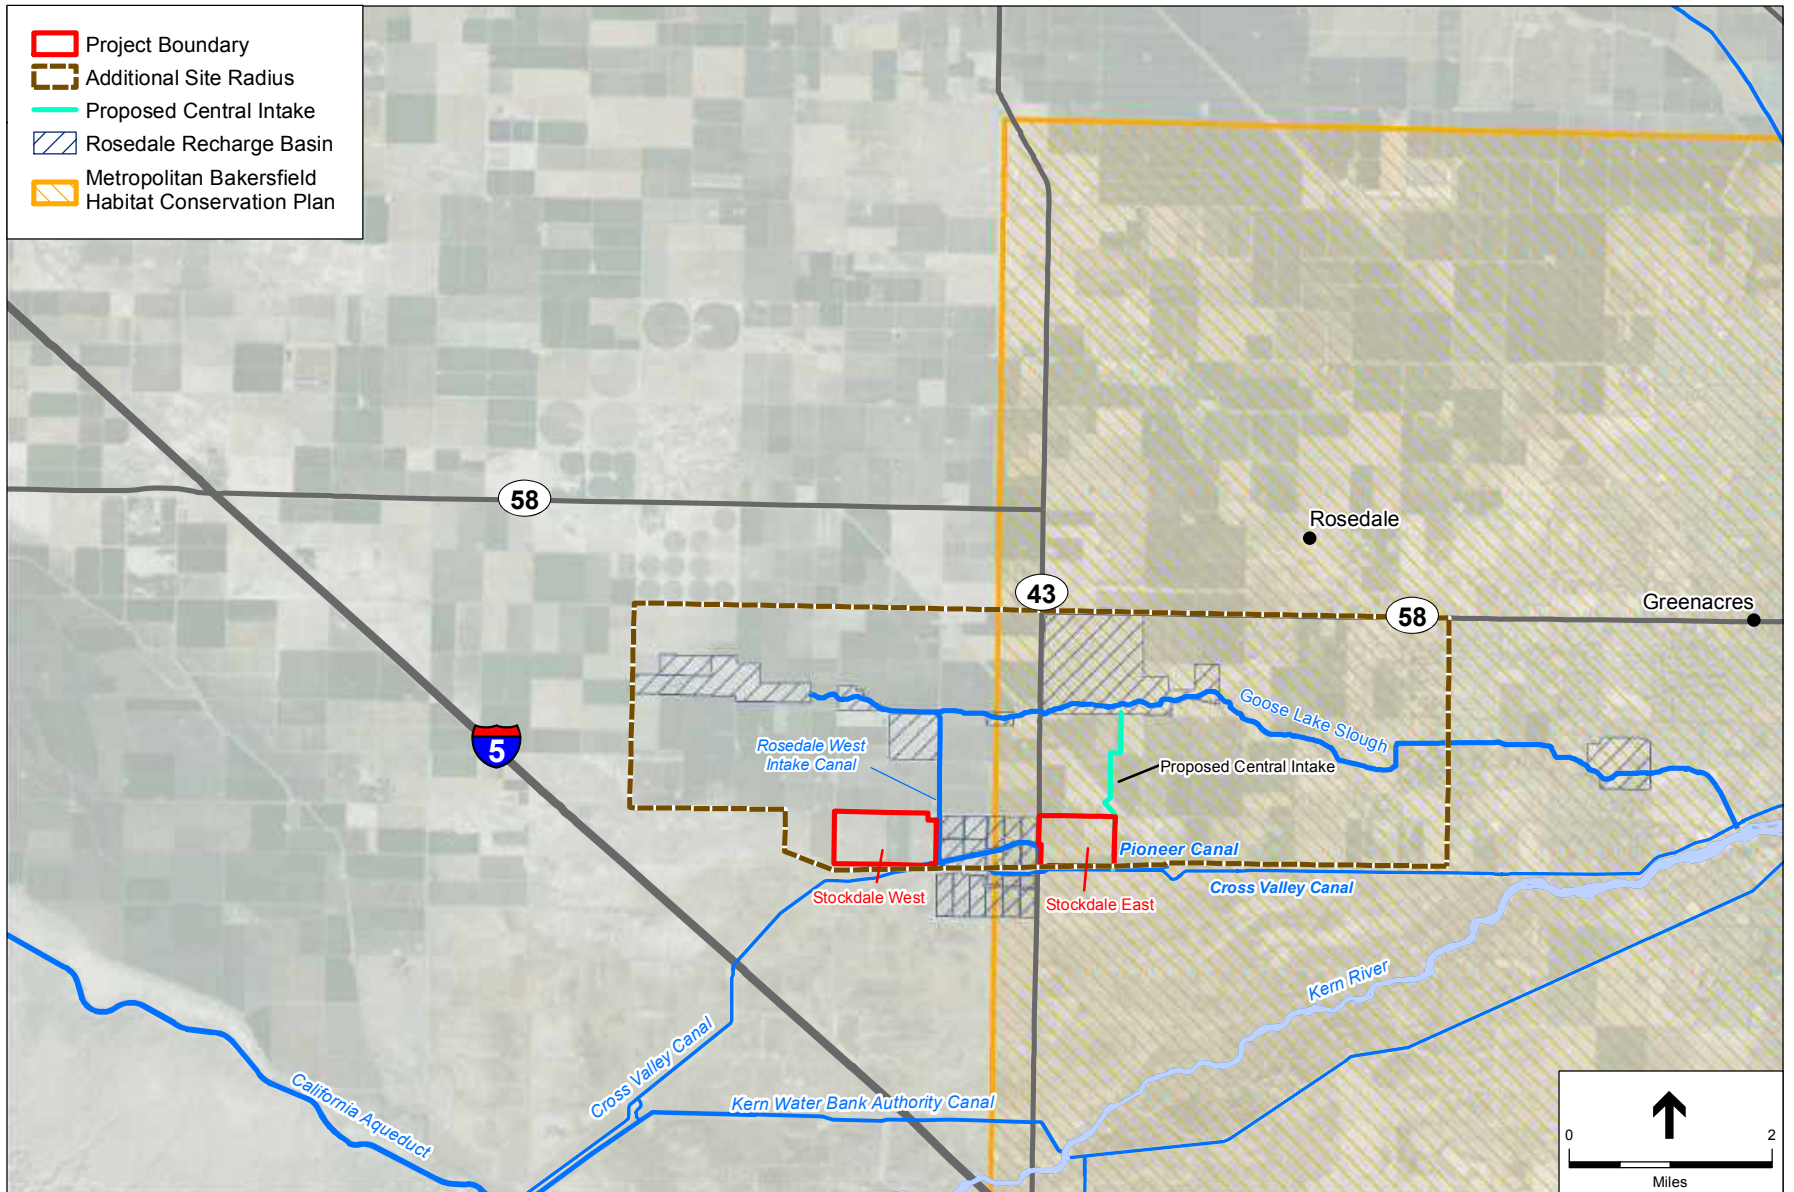 Project Boundary
Additional Site Radius
Proposed Central Intake
Rosedale Recharge Basin
Metropolitan Bakersfield
Habitat Conservation Plan
58
Rosedale
43
58
Greenacres
Goose Lake Slough
5
Rosedale West
Intake Canal
Proposed Central Intake
Pioneer Canal
Cross Valley Canal
Stockdale West
Stockdale East
Kern River
Cross Valley Canal
Kern Water Bank Authority Canal
California Aqueduct
0 2
Miles